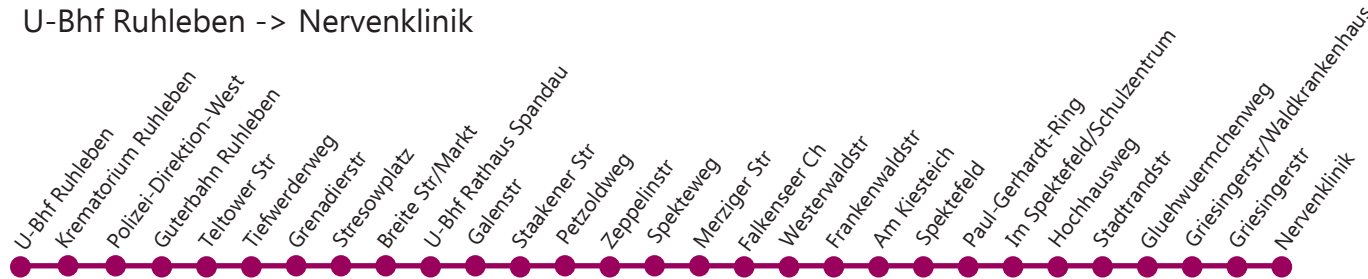 U-Bhf Ruhleben -> Nervenklinik
U-Bhf Ruhleben
Krematorium Ruhleben
Polizei-Direktion-West
Guterbahn Ruhleben
Teltower Str
Tiefwerderweg
Grenadierstr
Stresowplatz
Breite Str/Markt
U-Bhf Rathaus Spandau
Galenstr
Staakener Str
Petzoldweg
Zeppelinstr
Spekteweg
Merziger Str
Falkenseer Ch
Westerwaldstr
Frankenwaldstr
Am Kiesteich
Spektefeld
Paul-Gerhardt-Ring
Im Spektefeld/Schulzentrum
Hochhausweg
Stadtrandstr
Gluehwuermchenweg
Griesingerstr/Waldkrankenhaus
Griesingerstr
Nervenklinik